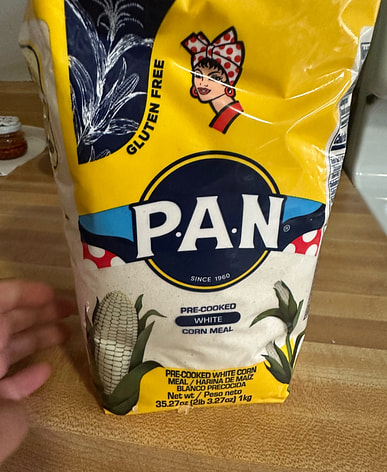 GLUTEN FREE
P.A.N
®
SINCE 1960
PRE-COOKED
WHITE
CORN MEAL
PRE-COOKED WHITE CORN
MEAL / HARINA DE MAÍZ
BLANCO PRECOCIDA
Net wt / Peso neto
35.27oz (2lb 3.27oz) 1kg